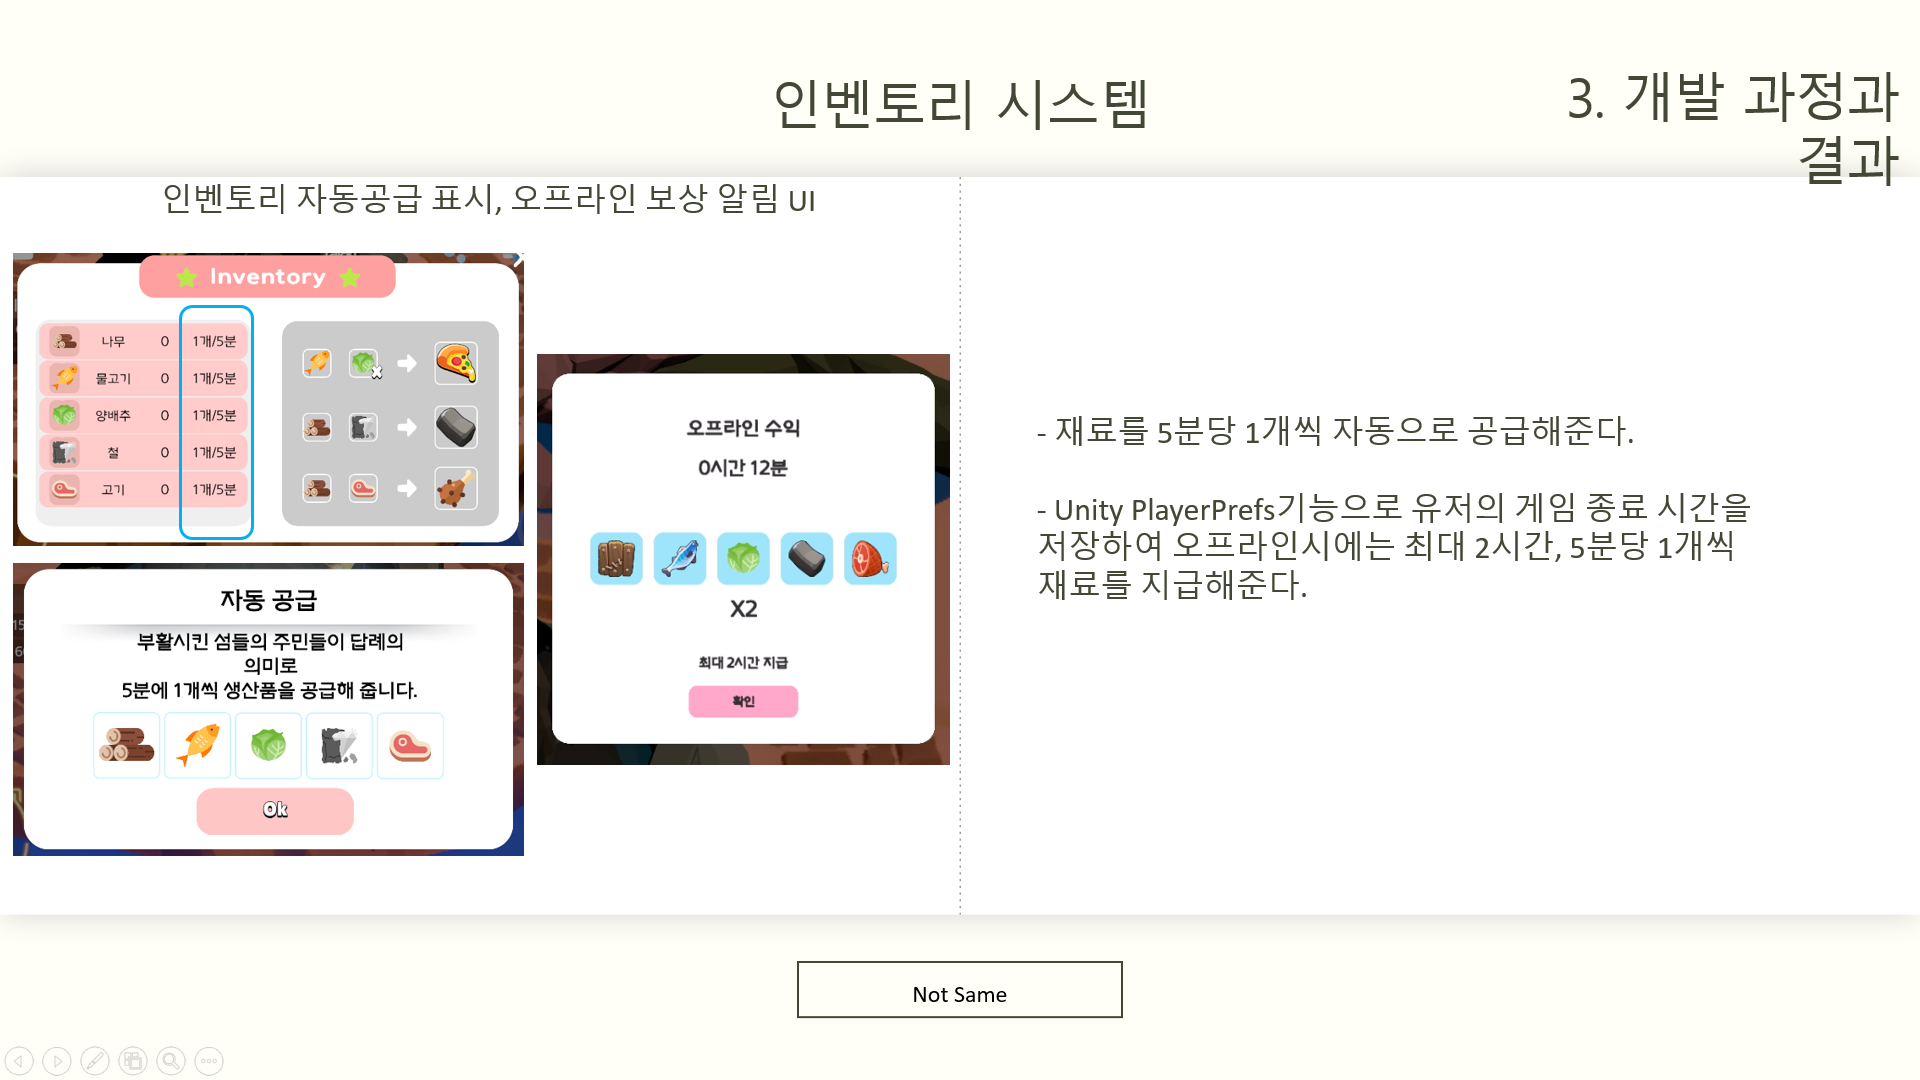 인벤토리 시스템
3. 개발 과정과
결과
인벤토리 자동공급 표시, 오프라인 보상 알림 UI
Inventory
나무 0 1개/5분
물고기 0 1개/5분
양배추 0 1개/5분
철 0 1개/5분
고기 0 1개/5분
자동 공급
부활시킨 섬들의 주민들이 답례의
의미로
5분에 1개씩 생산품을 공급해 줍니다.
Ok
오프라인 수익
0시간 12분
X2
최대 2시간 지급
확인
- 재료를 5분당 1개씩 자동으로 공급해준다.
- Unity PlayerPrefs기능으로 유저의 게임 종료 시간을
저장하여 오프라인시에는 최대 2시간, 5분당 1개씩
재료를 지급해준다.
Not Same